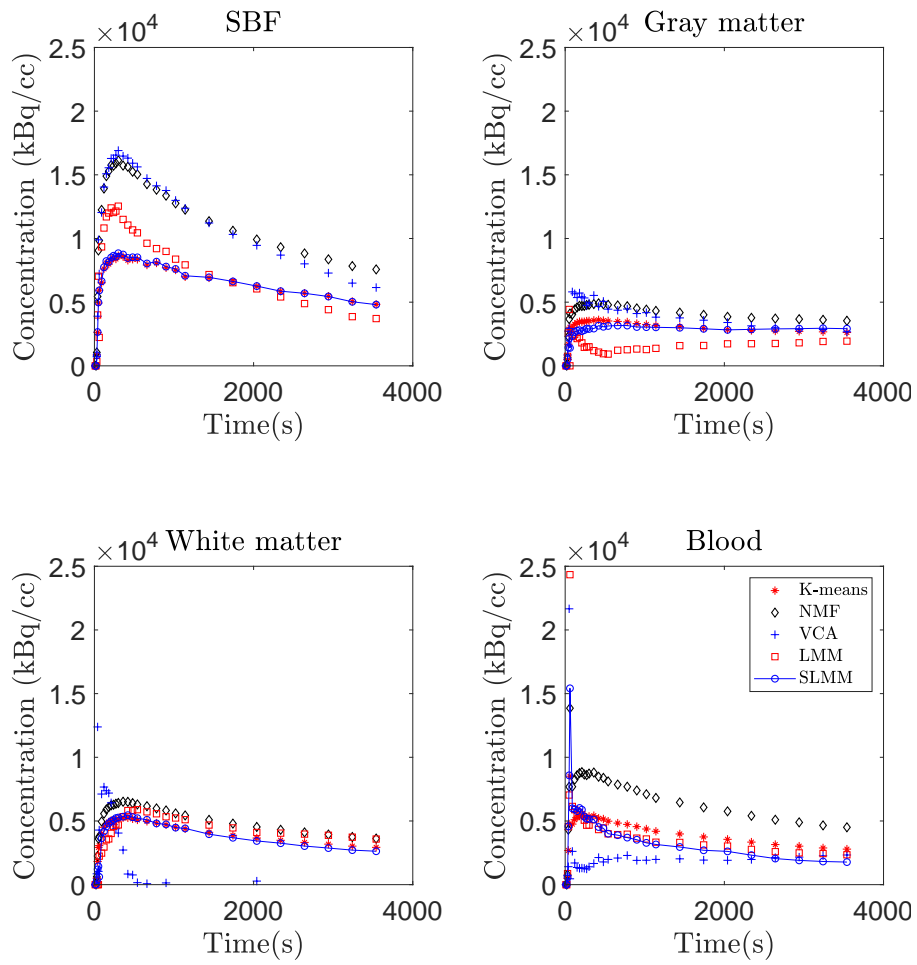 SBF
×10^4
2.5
2
1.5
1
0.5
0
0 2000 4000
Time(s)
Concentration (kBq/cc)
Gray matter
×10^4
2.5
2
1.5
1
0.5
0
0 2000 4000
Time(s)
Concentration (kBq/cc)
White matter
×10^4
2.5
2
1.5
1
0.5
0
0 2000 4000
Time(s)
Concentration (kBq/cc)
Blood
×10^4
2.5
2
1.5
1
0.5
0
0 2000 4000
Time(s)
Concentration (kBq/cc)
K-means
NMF
VCA
LMM
SLMM